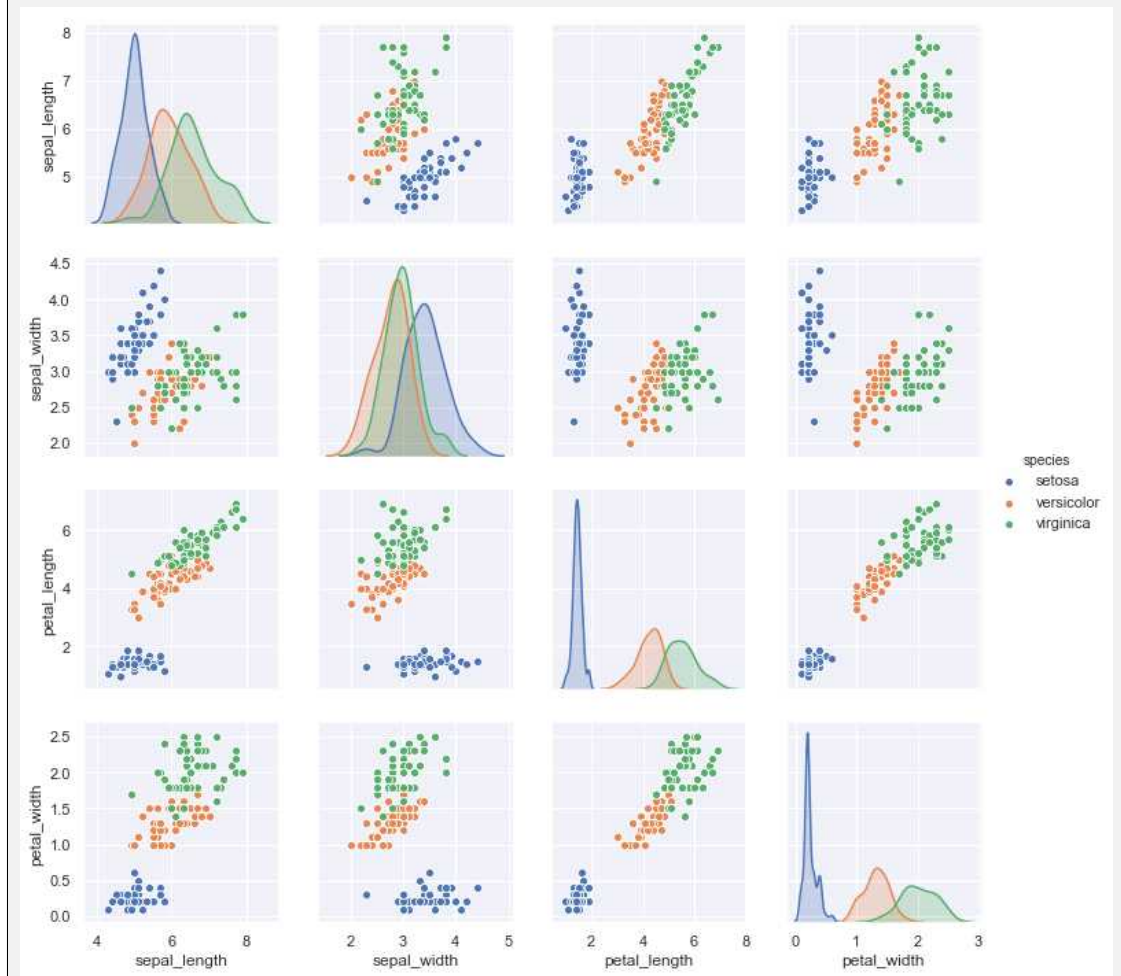 8
7
6
5
sepal_length
4.5
4.0
3.5
3.0
2.5
2.0
sepal_width
species
setosa
versicolor
virginica
6
4
2
petal_length
2.5
2.0
1.5
1.0
0.5
0.0
petal_width
4 6 8
2 3 4 5
2 4 6 8
0 1 2 3
sepal_length
sepal_width
petal_length
petal_width